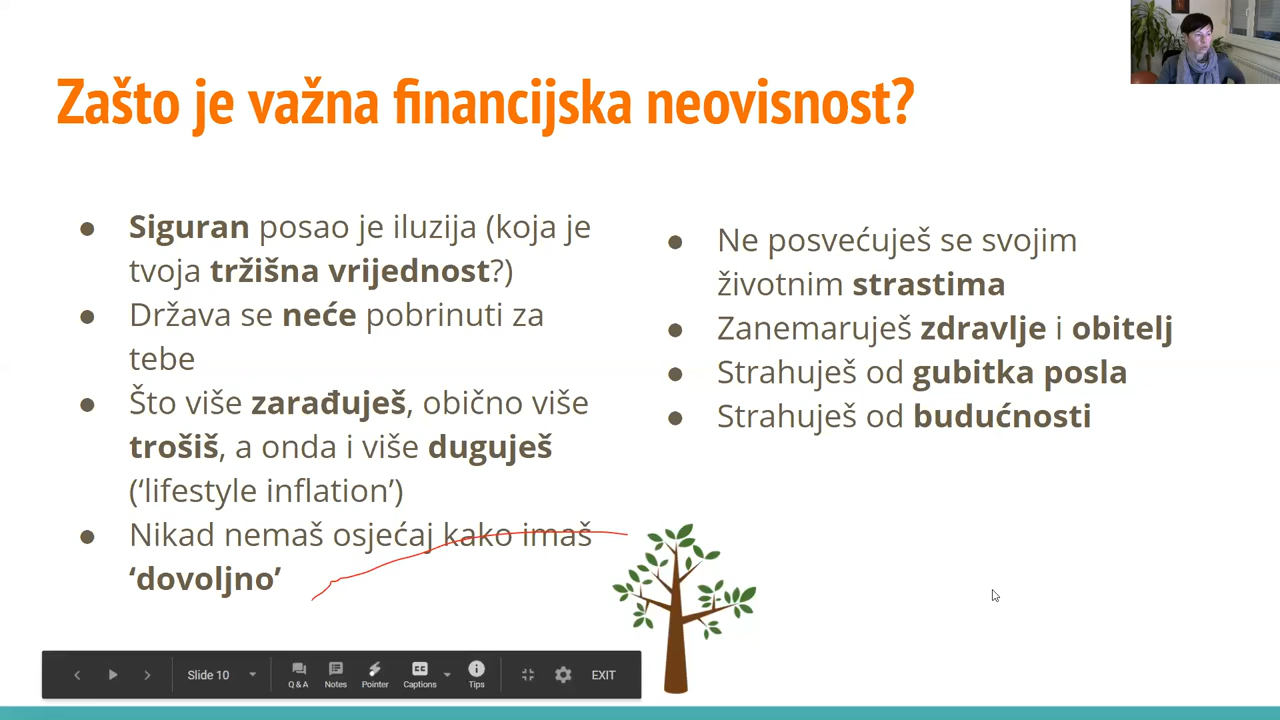 Zašto je važna financijska neovisnost?
● Siguran posao je iluzija (koja je
tvoja tržišna vrijednost?)
● Država se neće pobrinuti za
tebe
● Što više zarađuješ, obično više
trošiš, a onda i više duguješ
(‘lifestyle inflation’)
● Nikad nemaš osjećaj kako imaš
‘dovoljno’
● Ne posvećuješ se svojim
životnim strastima
● Zanemaruješ zdravlje i obitelj
● Strahuješ od gubitka posla
● Strahuješ od budućnosti
Slide 10
Q & A
Notes
Pointer
Captions
Tips
EXIT